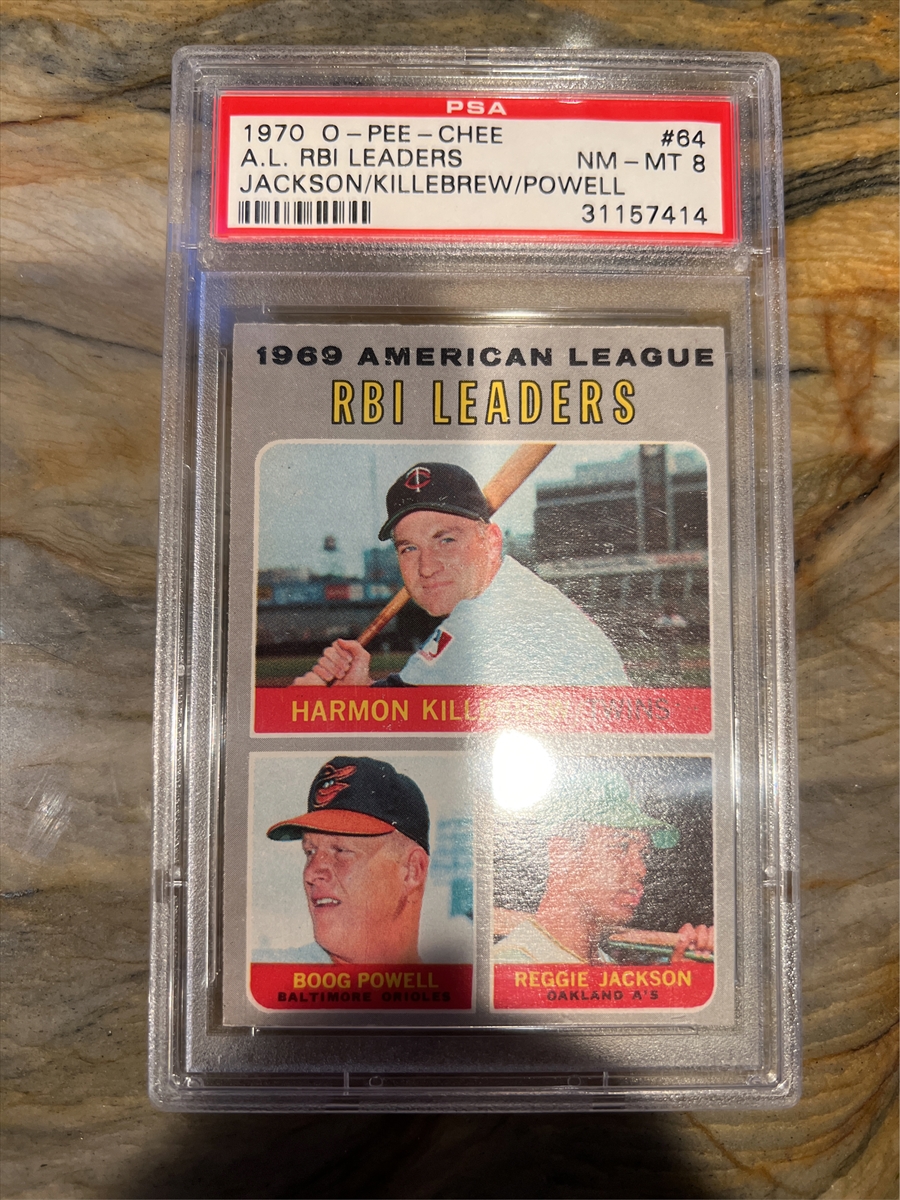 PSA
1970 O-PEE-CHEE #64
A.L. RBI LEADERS NM-MT 8
JACKSON/KILLEBREW/POWELL
31157414
1969 AMERICAN LEAGUE
RBI LEADERS
HARMON TWINS
BOOG POWELL REGGIE JACKSON
BALTIMORE ORIOLES OAKLAND A'S